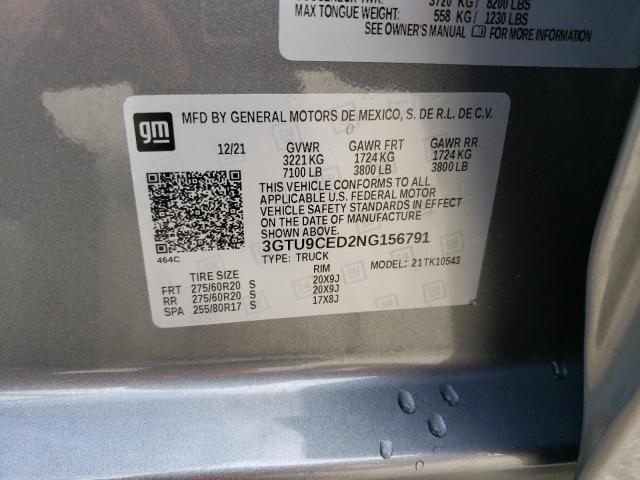 3720 KG / 8200 LBS
MAX TONGUE WEIGHT: 558 KG / 1230 LBS
SEE OWNER'S MANUAL FOR MORE INFORMATION
gm
MFD BY GENERAL MOTORS DE MEXICO, S. DE R.L. DE C.V.
12/21 GVWR GAWR FRT GAWR RR
3221 KG 1724 KG 1724 KG
7100 LB 3800 LB 3800 LB
THIS VEHICLE CONFORMS TO ALL
APPLICABLE U.S. FEDERAL MOTOR
VEHICLE SAFETY STANDARDS IN EFFECT
ON THE DATE OF MANUFACTURE
SHOWN ABOVE.
3GTU9CED2NG156791
464C
TYPE: TRUCK MODEL: 21TK10543
TIRE SIZE RIM
FRT 275/60R20 S 20X9J
RR 275/60R20 S 20X9J
SPA 255/80R17 S 17X8J